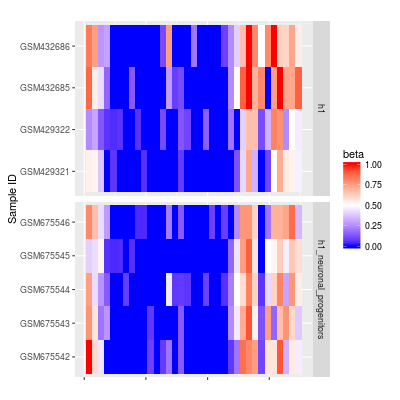 Sample ID
GSM432686
GSM432685
GSM429322
GSM429321
h1
GSM675546
GSM675545
GSM675544
GSM675543
GSM675542
h1_neuronal_progenitors
beta
1.00
0.75
0.50
0.25
0.00